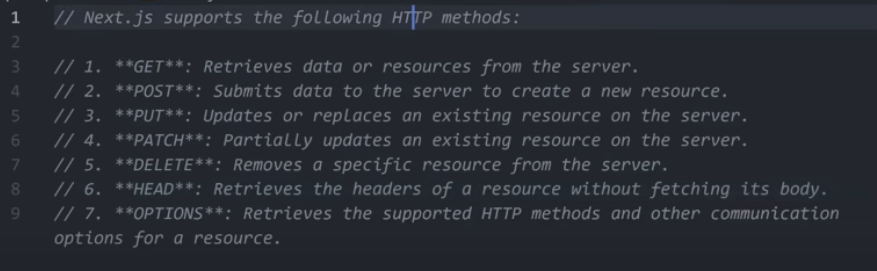 1 // Next.js supports the following HTTP methods:
2
3 // 1. **GET**: Retrieves data or resources from the server.
4 // 2. **POST**: Submits data to the server to create a new resource.
5 // 3. **PUT**: Updates or replaces an existing resource on the server.
6 // 4. **PATCH**: Partially updates an existing resource on the server.
7 // 5. **DELETE**: Removes a specific resource from the server.
8 // 6. **HEAD**: Retrieves the headers of a resource without fetching its body.
9 // 7. **OPTIONS**: Retrieves the supported HTTP methods and other communication
options for a resource.